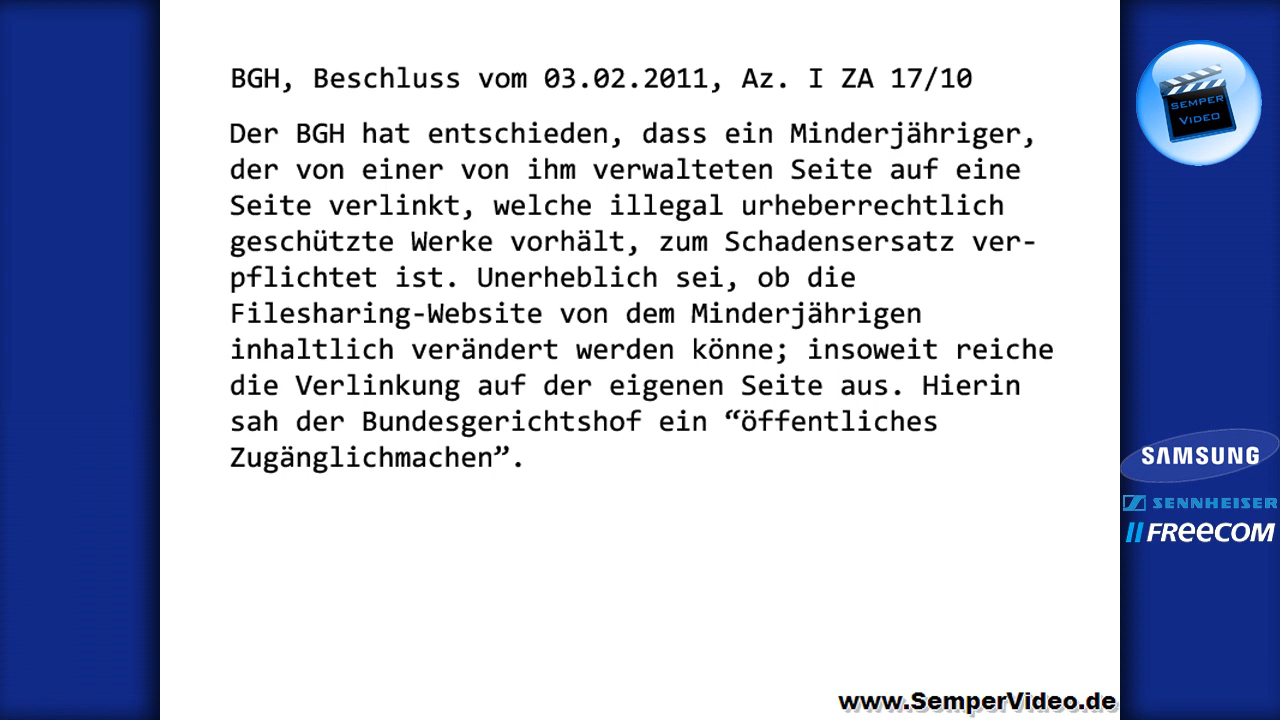 BGH, Beschluss vom 03.02.2011, Az. I ZA 17/10
Der BGH hat entschieden, dass ein Minderjähriger,
der von einer von ihm verwalteten Seite auf eine
Seite verlinkt, welche illegal urheberrechtlich
geschützte Werke vorhält, zum Schadensersatz ver-
pflichtet ist. Unerheblich sei, ob die
Filesharing-Website von dem Minderjährigen
inhaltlich verändert werden könne; insoweit reiche
die Verlinkung auf der eigenen Seite aus. Hierin
sah der Bundesgerichtshof ein “öffentliches
Zugänglichmachen”.
SEMPER
VIDEO
SAMSUNG
SENNHEISER
FREECOM
www.SemperVideo.de